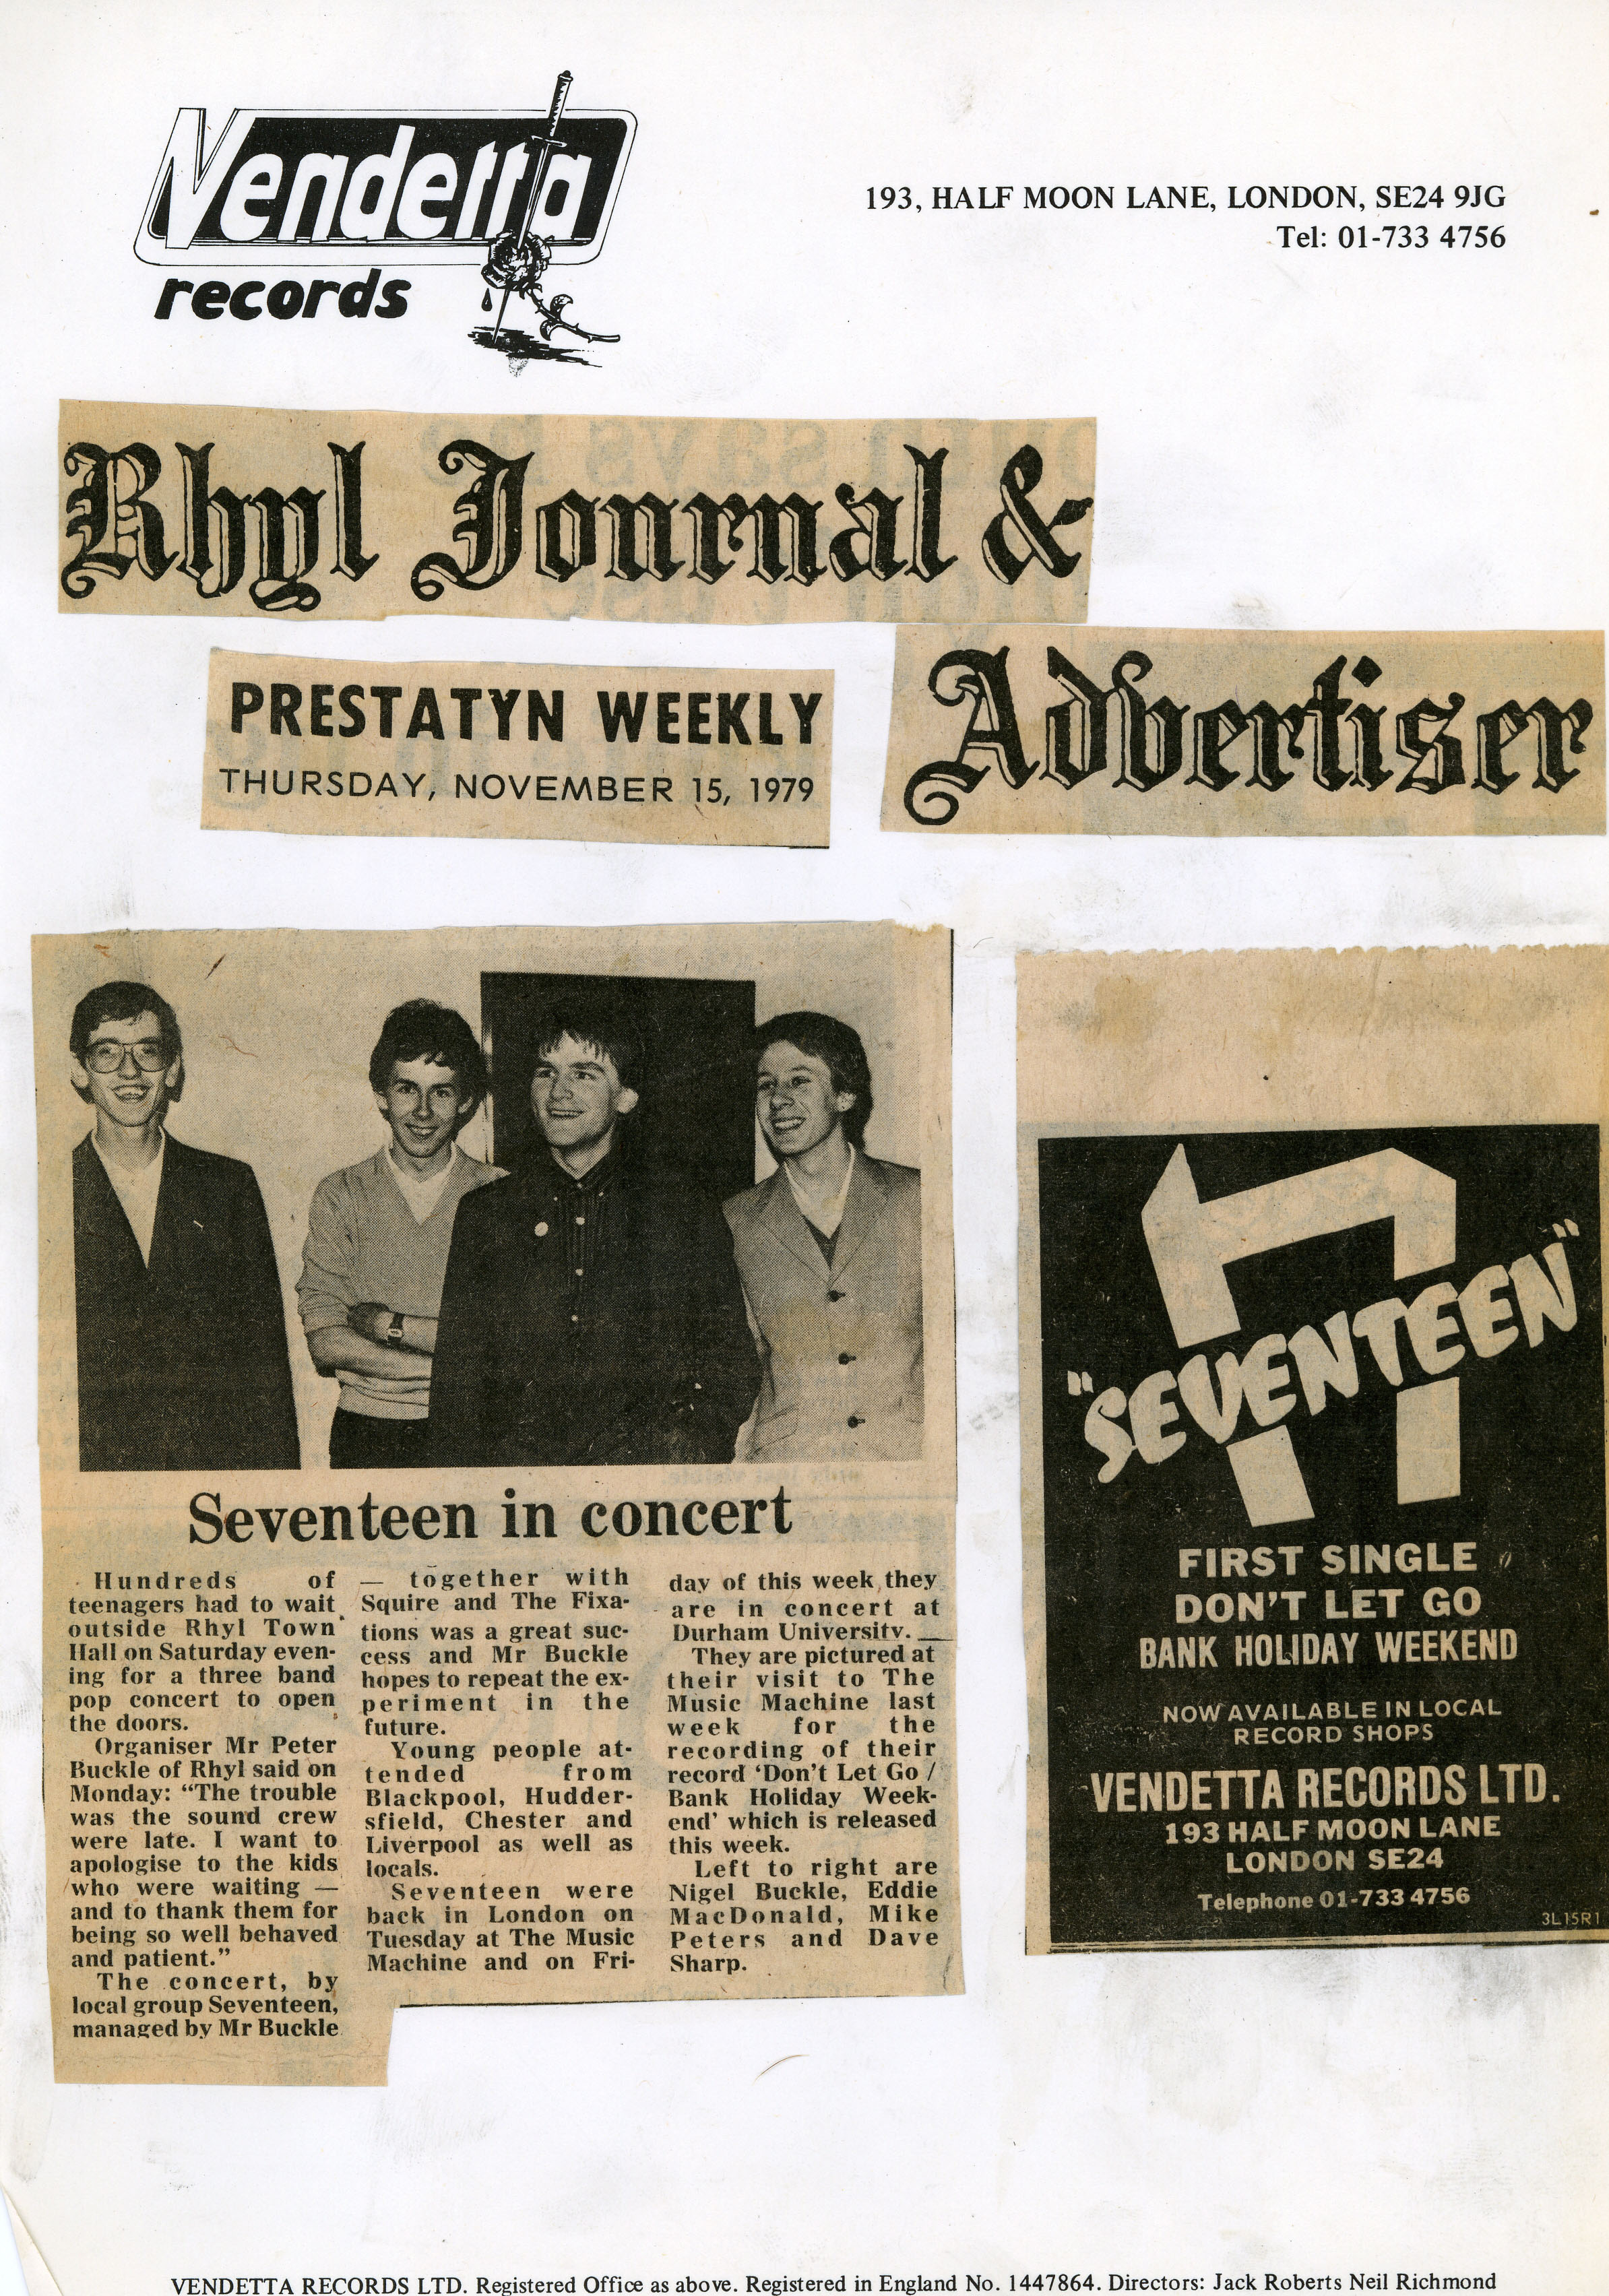 Vendetta
records
193, HALF MOON LANE, LONDON, SE24 9JG
Tel: 01-733 4756
Rhyl Journal &
Advertiser
PRESTATYN WEEKLY
THURSDAY, NOVEMBER 15, 1979
Seventeen in concert
Hundreds of
teenagers had to wait
outside Rhyl Town
Hall on Saturday even-
ing for a three band
pop concert to open
the doors.
Organiser Mr Peter
Buckle of Rhyl said on
Monday: “The trouble
was the sound crew
were late. I want to
apologise to the kids
who were waiting —
and to thank them for
being so well behaved
and patient.”
The concert, by
local group Seventeen,
managed by Mr Buckle
— together with
Squire and The Fixa-
tions was a great suc-
cess and Mr Buckle
hopes to repeat the ex-
periment in the
future.
Young people at-
tended from
Blackpool, Hudder-
sfield, Chester and
Liverpool as well as
locals.
Seventeen were
back in London on
Tuesday at The Music
Machine and on Fri-
day of this week they
are in concert at
Durham University.
They are pictured at
their visit to The
Music Machine last
week for the
recording of their
record ‘Don't Let Go /
Bank Holiday Week-
end’ which is released
this week.
Left to right are
Nigel Buckle, Eddie
MacDonald, Mike
Peters and Dave
Sharp.
17
"SEVENTEEN"
FIRST SINGLE
DON'T LET GO
BANK HOLIDAY WEEKEND
NOW AVAILABLE IN LOCAL
RECORD SHOPS
VENDETTA RECORDS LTD.
193 HALF MOON LANE
LONDON SE24
Telephone 01-733 4756
3L15R1
VENDETTA RECORDS LTD. Registered Office as above. Registered in England No. 1447864. Directors: Jack Roberts Neil Richmond